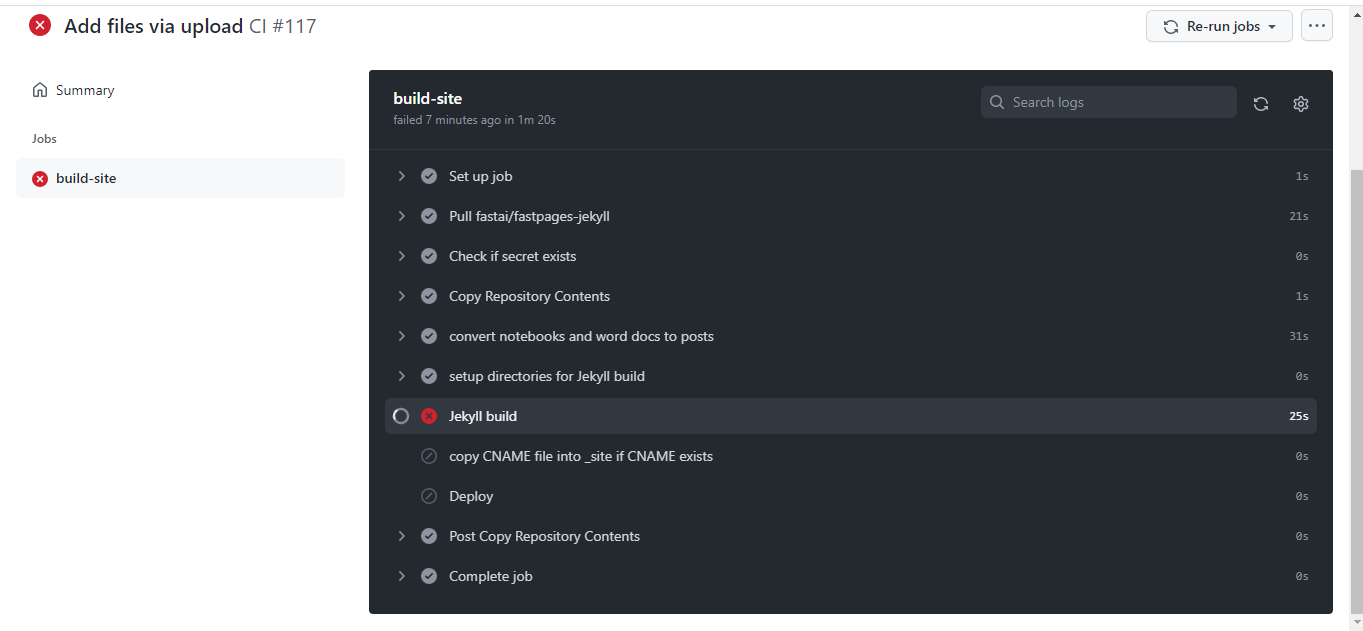 Add files via upload CI #117
Re-run jobs
Summary
Jobs
build-site
build-site
failed 7 minutes ago in 1m 20s
Search logs
Set up job 1s
Pull fastai/fastpages-jekyll 21s
Check if secret exists 0s
Copy Repository Contents 1s
convert notebooks and word docs to posts 31s
setup directories for Jekyll build 0s
Jekyll build 25s
copy CNAME file into _site if CNAME exists 0s
Deploy 0s
Post Copy Repository Contents 0s
Complete job 0s